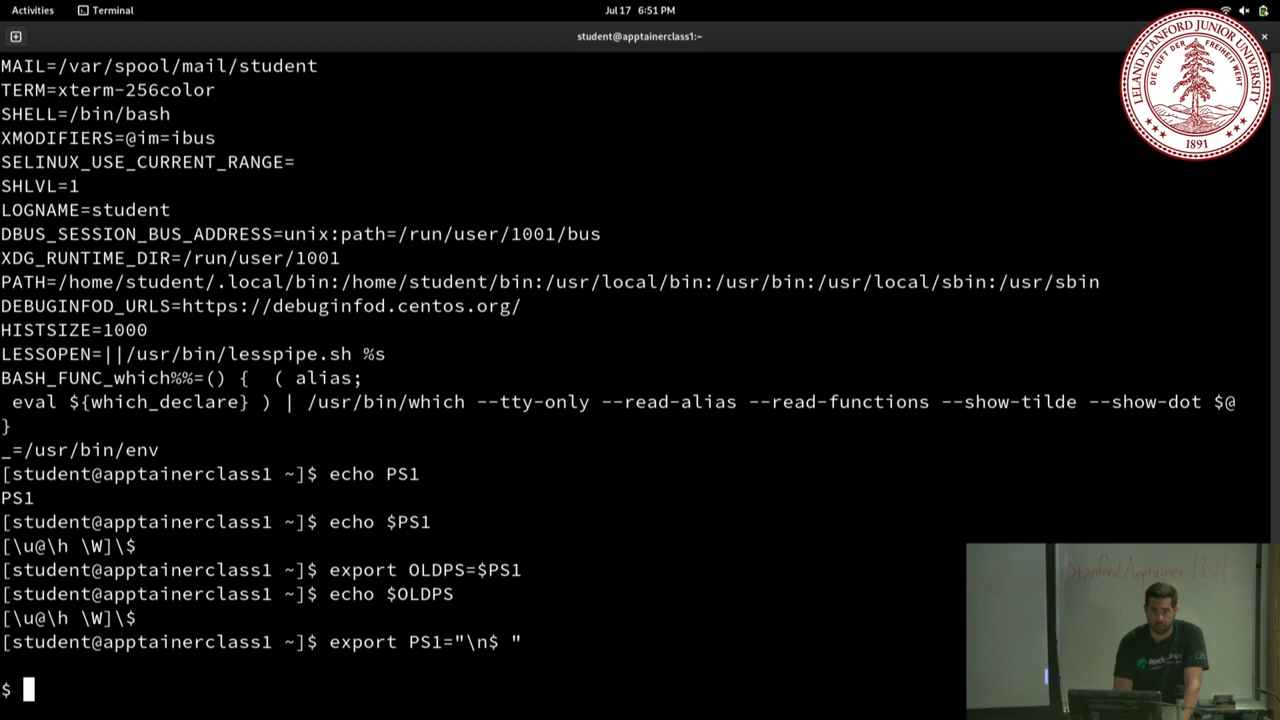 Activities Terminal Jul 17 6:51 PM
student@apptainerclass1:~
MAIL=/var/spool/mail/student
TERM=xterm-256color
SHELL=/bin/bash
XMODIFIERS=@im=ibus
SELINUX_USE_CURRENT_RANGE=
SHLVL=1
LOGNAME=student
DBUS_SESSION_BUS_ADDRESS=unix:path=/run/user/1001/bus
XDG_RUNTIME_DIR=/run/user/1001
PATH=/home/student/.local/bin:/home/student/bin:/usr/local/bin:/usr/bin:/usr/local/sbin:/usr/sbin
DEBUGINFOD_URLS=https://debuginfod.centos.org/
HISTSIZE=1000
LESSOPEN=||/usr/bin/lesspipe.sh %s
BASH_FUNC_which%%=() {  ( alias;
 eval ${which_declare} ) | /usr/bin/which --tty-only --read-alias --read-functions --show-tilde --show-dot $@
}
_=/usr/bin/env
[student@apptainerclass1 ~]$ echo PS1
PS1
[student@apptainerclass1 ~]$ echo $PS1
[\u@\h \W]\$
[student@apptainerclass1 ~]$ export OLDPS=$PS1
[student@apptainerclass1 ~]$ echo $OLDPS
[\u@\h \W]\$
[student@apptainerclass1 ~]$ export PS1="\n$ "
$
LELAND STANFORD JUNIOR UNIVERSITY
DIE LUFT DER FREIHEIT WEHT
1891
Stanford Apptainer 101